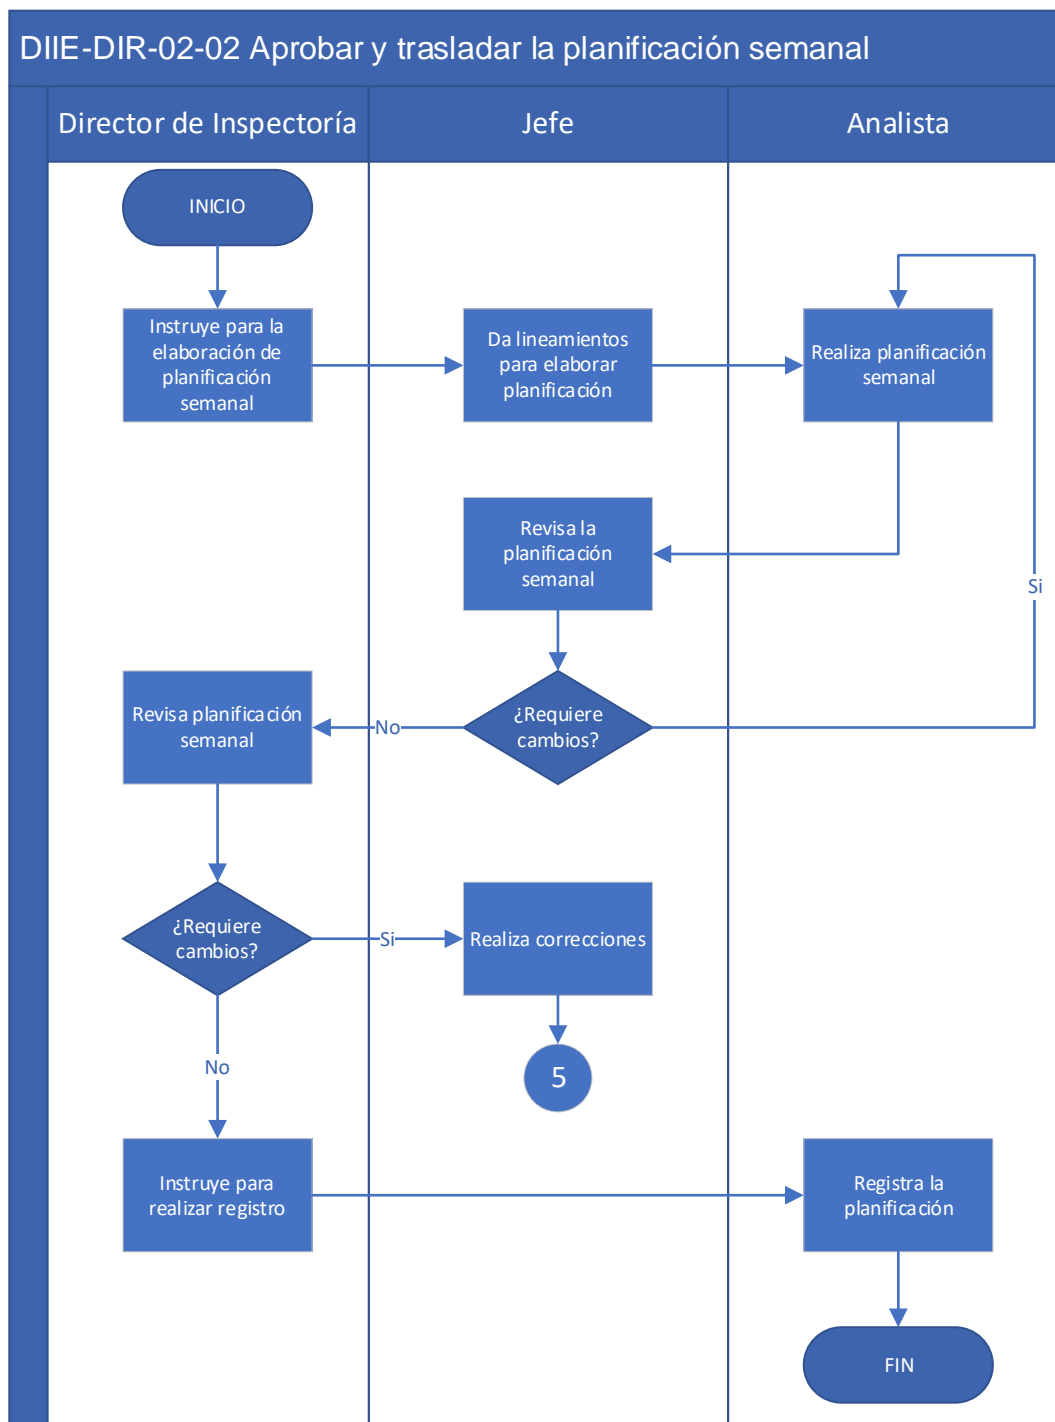 DIIE-DIR-02-02 Aprobar y trasladar la planificación semanal
Director de Inspectoría
Jefe
Analista
INICIO
Instruye para la
elaboración de
planificación
semanal
Da lineamientos
para elaborar
planificación
Realiza planificación
semanal
Revisa la
planificación
semanal
Si
¿Requiere
cambios?
No
Revisa planificación
semanal
¿Requiere
cambios?
Si
Realiza correcciones
5
No
Instruye para
realizar registro
Registra la
planificación
FIN